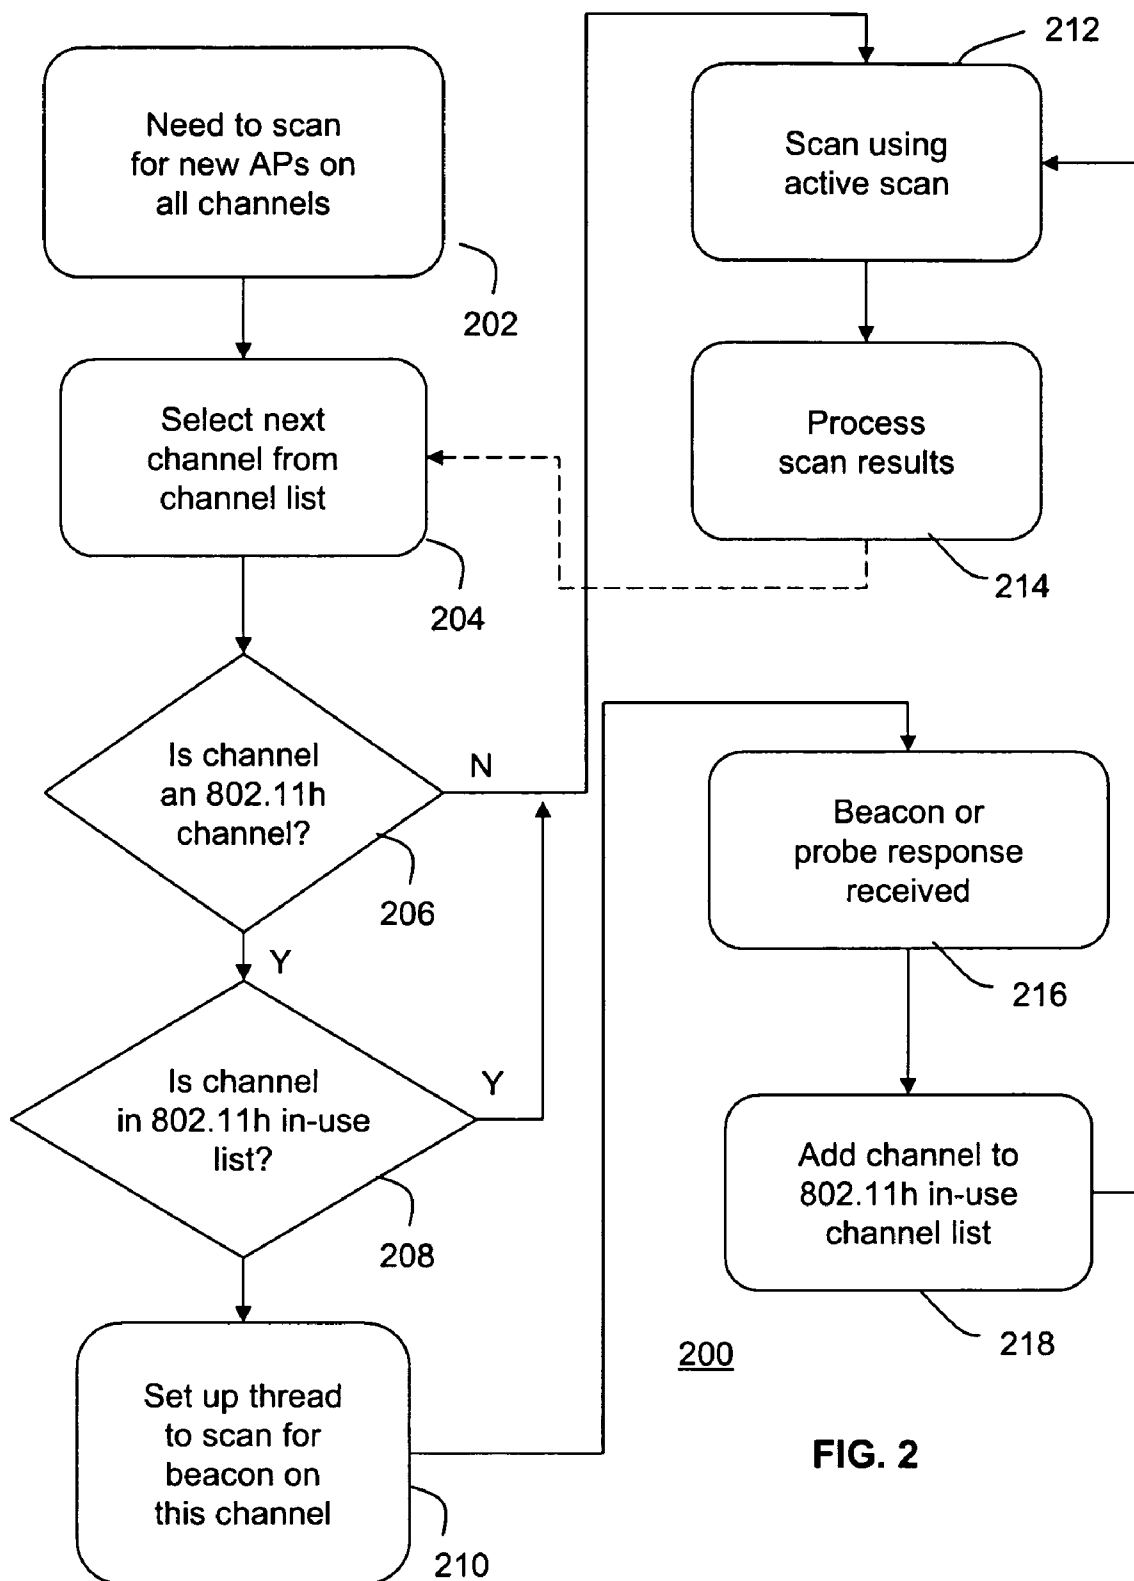 Need to scan
for new APs on
all channels
202
Select next
channel from
channel list
204
Is channel
an 802.11h
channel?
N
206
Y
Is channel
in 802.11h in-use
list?
Y
208
Set up thread
to scan for
beacon on
this channel
210
212
Scan using
active scan
Process
scan results
214
Beacon or
probe response
received
216
Add channel to
802.11h in-use
channel list
218
200
FIG. 2